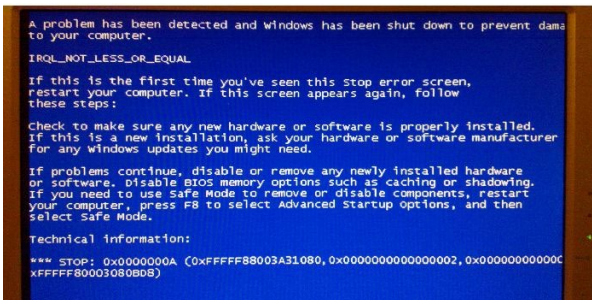 A problem has been detected and Windows has been shut down to prevent dama
to your computer.
IRQL_NOT_LESS_OR_EQUAL
If this is the first time you've seen this Stop error screen,
restart your computer. If this screen appears again, follow
these steps:
Check to make sure any new hardware or software is properly installed.
If this is a new installation, ask your hardware or software manufacturer
for any Windows updates you might need.
If problems continue, disable or remove any newly installed hardware
or software. Disable BIOS memory options such as caching or shadowing.
If you need to use Safe Mode to remove or disable components, restart
your computer, press F8 to select Advanced Startup Options, and then
select Safe Mode.
Technical information:
*** STOP: 0x0000000A (0xFFFFF88003A31080,0x0000000000000002,0x00000000000
xFFFFF80003080BD8)